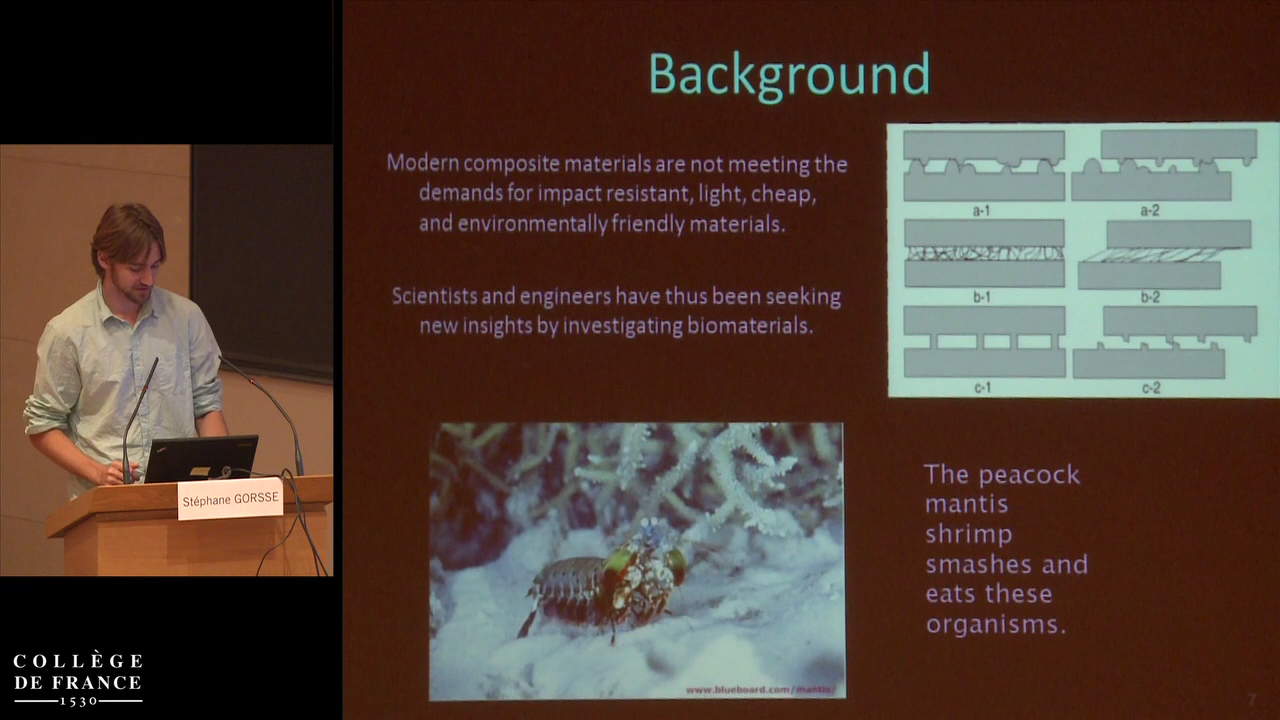 Background
Modern composite materials are not meeting the
demands for impact resistant, light, cheap,
and environmentally friendly materials.
Scientists and engineers have thus been seeking
new insights by investigating biomaterials.
a-1
a-2
b-1
b-2
c-1
c-2
The peacock
mantis
shrimp
smashes and
eats these
organisms.
www.blueboard.com/mantis/
7
Stéphane GORSSE
COLLÈGE
DE FRANCE
1530